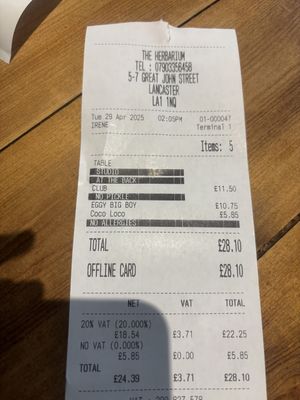 THE HERBARIUM
TEL : 07903356458
5-7 GREAT JOHN STREET
LANCASTER
LA1 1NQ
Tue 29 Apr 2025 02:05PM 01-000047
IRENE Terminal 1
Items: 5
TABLE
STUDIO
AT THE BACK!
CLUB £11.50
NO PICKLE
EGGY BIG BOY £10.75
Coco Loco £5.85
NO ALLERGIES!
TOTAL £28.10
OFFLINE CARD £28.10
NET VAT TOTAL
20% VAT (20.000%)
£18.54 £3.71 £22.25
NO VAT (0.000%)
£5.85 £0.00 £5.85
TOTAL
£24.39 £3.71 £28.10